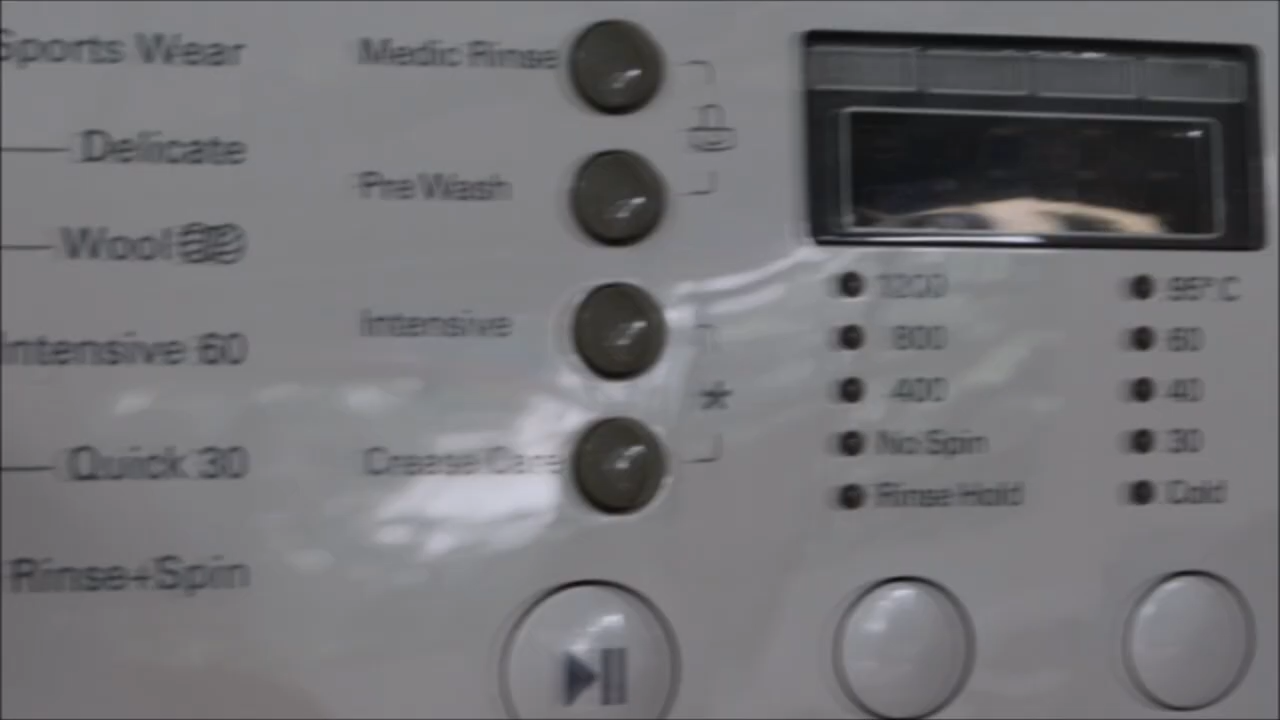 Sports Wear
Delicate
Wool
Intensive 60
Quick 30
Rinse+Spin
Medic Rinse
Pre Wash
Intensive
Crease Care
1200
800
400
No Spin
Rinse Hold
95°C
60
40
30
Cold